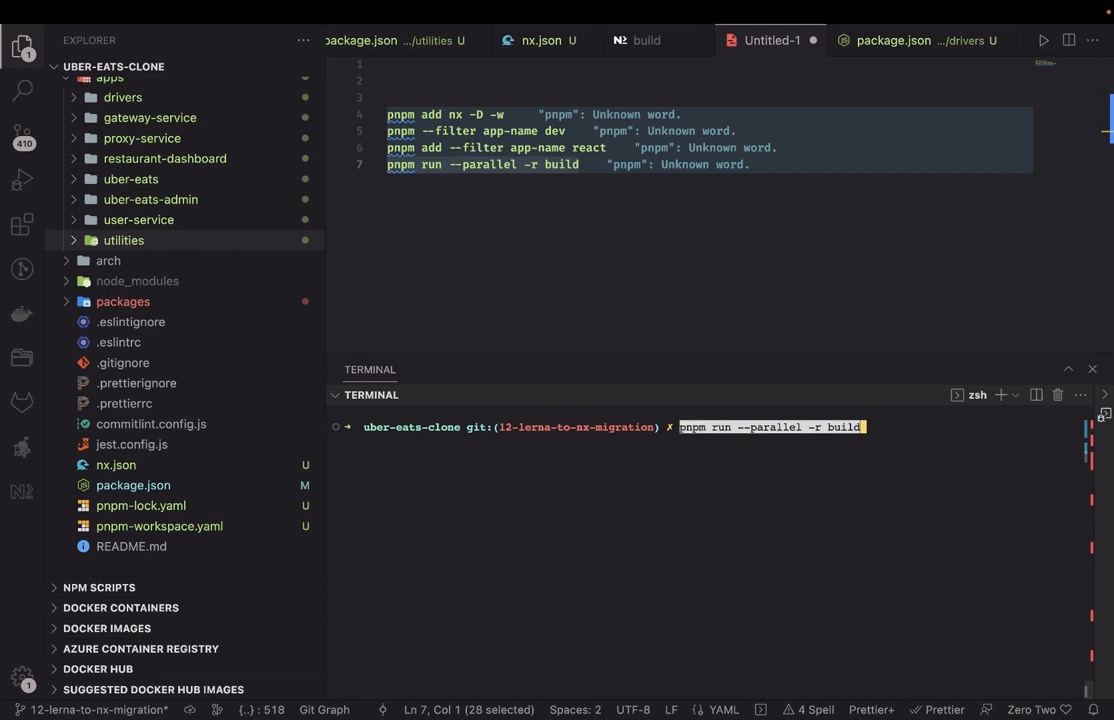 EXPLORER
UBER-EATS-CLONE
apps
drivers
gateway-service
proxy-service
restaurant-dashboard
uber-eats
uber-eats-admin
user-service
utilities
arch
node_modules
packages
.eslintignore
.eslintrc
.gitignore
.prettierignore
.prettierrc
commitlint.config.js
jest.config.js
nx.json U
package.json M
pnpm-lock.yaml U
pnpm-workspace.yaml U
README.md
NPM SCRIPTS
DOCKER CONTAINERS
DOCKER IMAGES
AZURE CONTAINER REGISTRY
DOCKER HUB
SUGGESTED DOCKER HUB IMAGES
1
410
1
package.json .../utilities U
nx.json U
build
Untitled-1
package.json .../drivers U
1
2
3
4 pnpm add nx -D -w "pnpm": Unknown word.
5 pnpm --filter app-name dev "pnpm": Unknown word.
6 pnpm add --filter app-name react "pnpm": Unknown word.
7 pnpm run --parallel -r build "pnpm": Unknown word.
TERMINAL
TERMINAL
zsh
uber-eats-clone git:(12-lerna-to-nx-migration) ✗ pnpm run --parallel -r build
12-lerna-to-nx-migration* {..} : 518 Git Graph Ln 7, Col 1 (28 selected) Spaces: 2 UTF-8 LF YAML 4 Spell Prettier+ Prettier Zero Two